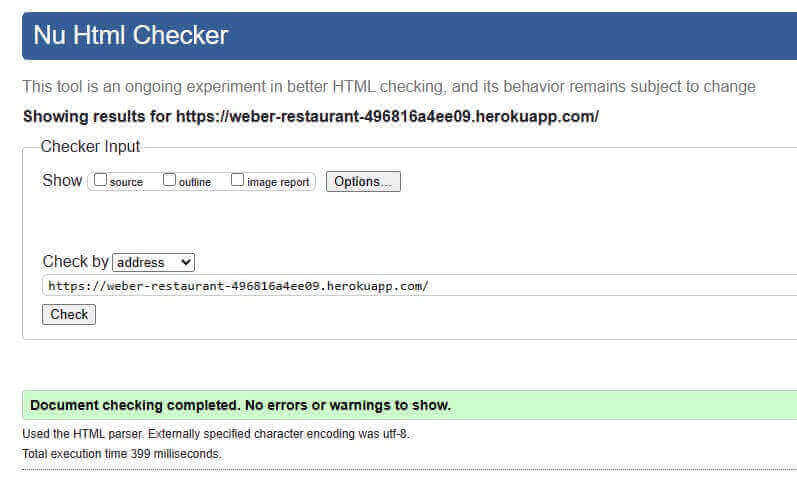 Nu Html Checker
This tool is an ongoing experiment in better HTML checking, and its behavior remains subject to change
Showing results for https://weber-restaurant-496816a4ee09.herokuapp.com/
Checker Input
Show source outline image report Options...
Check by address
https://weber-restaurant-496816a4ee09.herokuapp.com/
Check
Document checking completed. No errors or warnings to show.
Used the HTML parser. Externally specified character encoding was utf-8.
Total execution time 399 milliseconds.